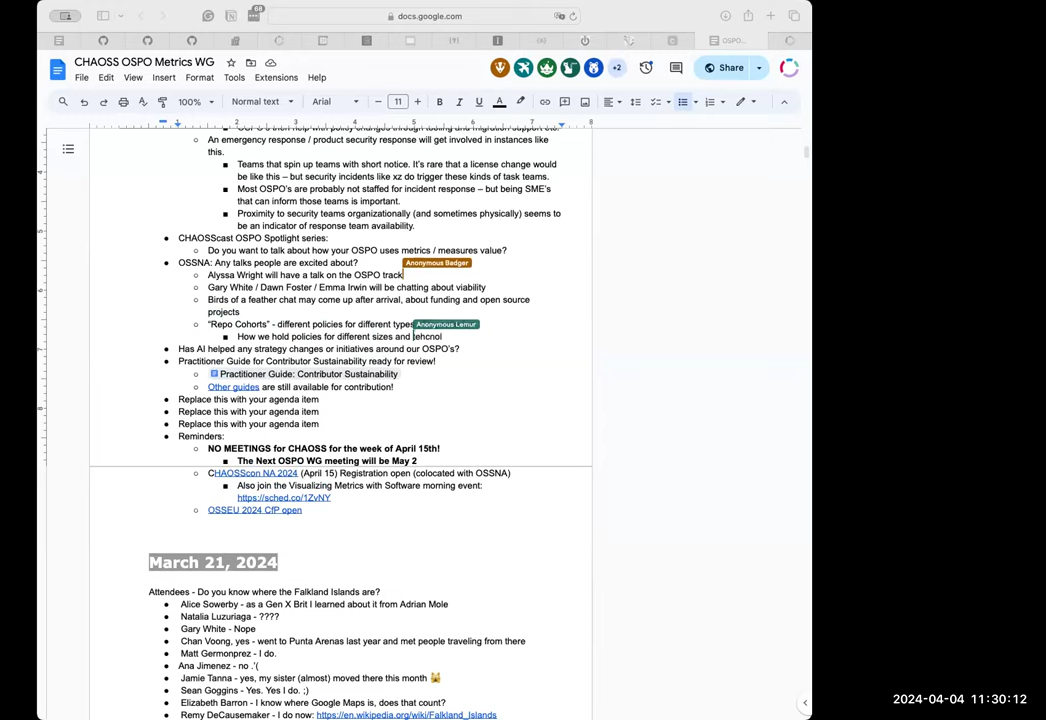 68
docs.google.com
OSPO...
CHAOSS OSPO Metrics WG
File Edit View Insert Format Tools Extensions Help
+2
Share
100%
Normal text
Arial
11
1 2 3 4 5 6 7 8
An emergency response / product security response will get involved in instances like
this.
Teams that spin up teams with short notice. It's rare that a license change would
be like this – but security incidents like xz do trigger these kinds of task teams.
Most OSPO's are probably not staffed for incident response – but being SME's
that can inform those teams is important.
Proximity to security teams organizationally (and sometimes physically) seems to
be an indicator of response team availability.
CHAOSScast OSPO Spotlight series:
Do you want to talk about how your OSPO uses metrics / measures value?
OSSNA: Any talks people are excited about?
Anonymous Badger
Alyssa Wright will have a talk on the OSPO track
Gary White / Dawn Foster / Emma Irwin will be chatting about viability
Birds of a feather chat may come up after arrival, about funding and open source
projects
"Repo Cohorts" - different policies for different types
Anonymous Lemur
How we hold policies for different sizes and tehcnol
Has AI helped any strategy changes or initiatives around our OSPO's?
Practitioner Guide for Contributor Sustainability ready for review!
Practitioner Guide: Contributor Sustainability
Other guides are still available for contribution!
Replace this with your agenda item
Replace this with your agenda item
Replace this with your agenda item
Reminders:
NO MEETINGS for CHAOSS for the week of April 15th!
The Next OSPO WG meeting will be May 2
CHAOSScon NA 2024 (April 15) Registration open (colocated with OSSNA)
Also join the Visualizing Metrics with Software morning event:
https://sched.co/1ZvNY
OSSEU 2024 CfP open
March 21, 2024
Attendees - Do you know where the Falkland Islands are?
Alice Sowerby - as a Gen X Brit I learned about it from Adrian Mole
Natalia Luzuriaga - ????
Gary White - Nope
Chan Voong, yes - went to Punta Arenas last year and met people traveling from there
Matt Germonprez - I do.
Ana Jimenez - no .'(
Jamie Tanna - yes, my sister (almost) moved there this month 🙀
Sean Goggins - Yes. Yes I do. ;)
Elizabeth Barron - I know where Google Maps is, does that count?
Remy DeCausemaker - I do now: https://en.wikipedia.org/wiki/Falkland_Islands
2024-04-04 11:30:12